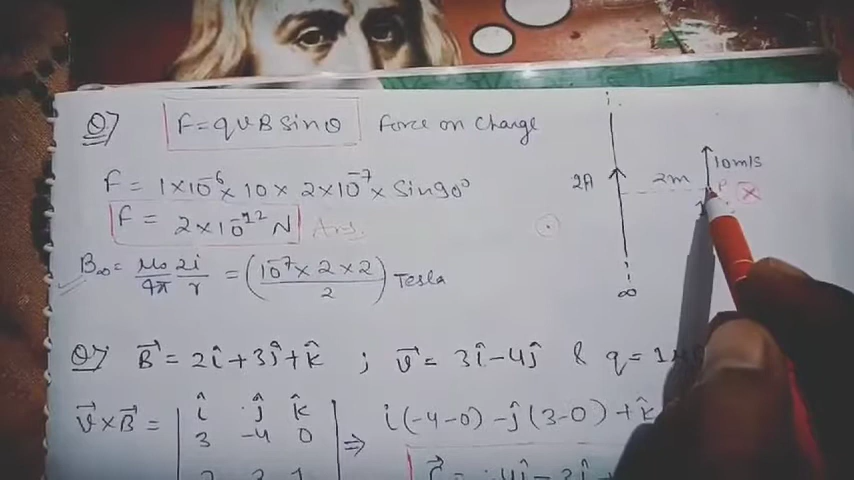 Q7 F = qVB sinθ Force on Charge
F = 1×10⁻⁶ × 10 × 2×10⁻⁷ × Sin90°
F = 2×10⁻¹² N Ans.
B∞ = μ₀/4π 2i/r = (10⁻⁷×2×2/2) Tesla
2A 2m 10m/s
P
∞
Q7 B⃗ = 2î+3ĵ+k̂ ; v⃗ = 3î-4ĵ & q =
v⃗×B⃗ = | î ĵ k̂ ⇒ i(-4-0) -ĵ(3-0) + k̂
3 -4 0
2 3 1 |